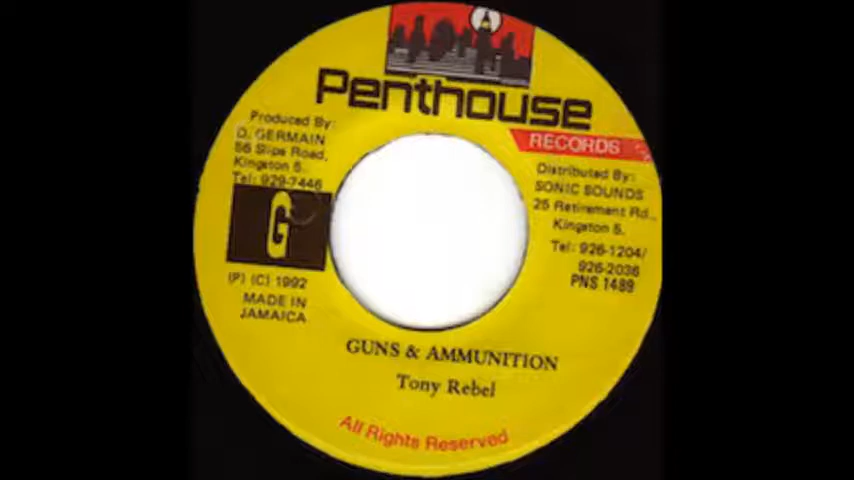 Penthouse
RECORDS
Produced By:
D. GERMAIN
56 Slipe Road,
Kingston 5.
Tel: 929-7446
G
(P) (C) 1992
MADE IN
JAMAICA
Distributed By:
SONIC SOUNDS
25 Retirement Rd.,
Kingston 5.
Tel: 926-1204/
926-2036
PNS 1489
GUNS & AMMUNITION
Tony Rebel
All Rights Reserved